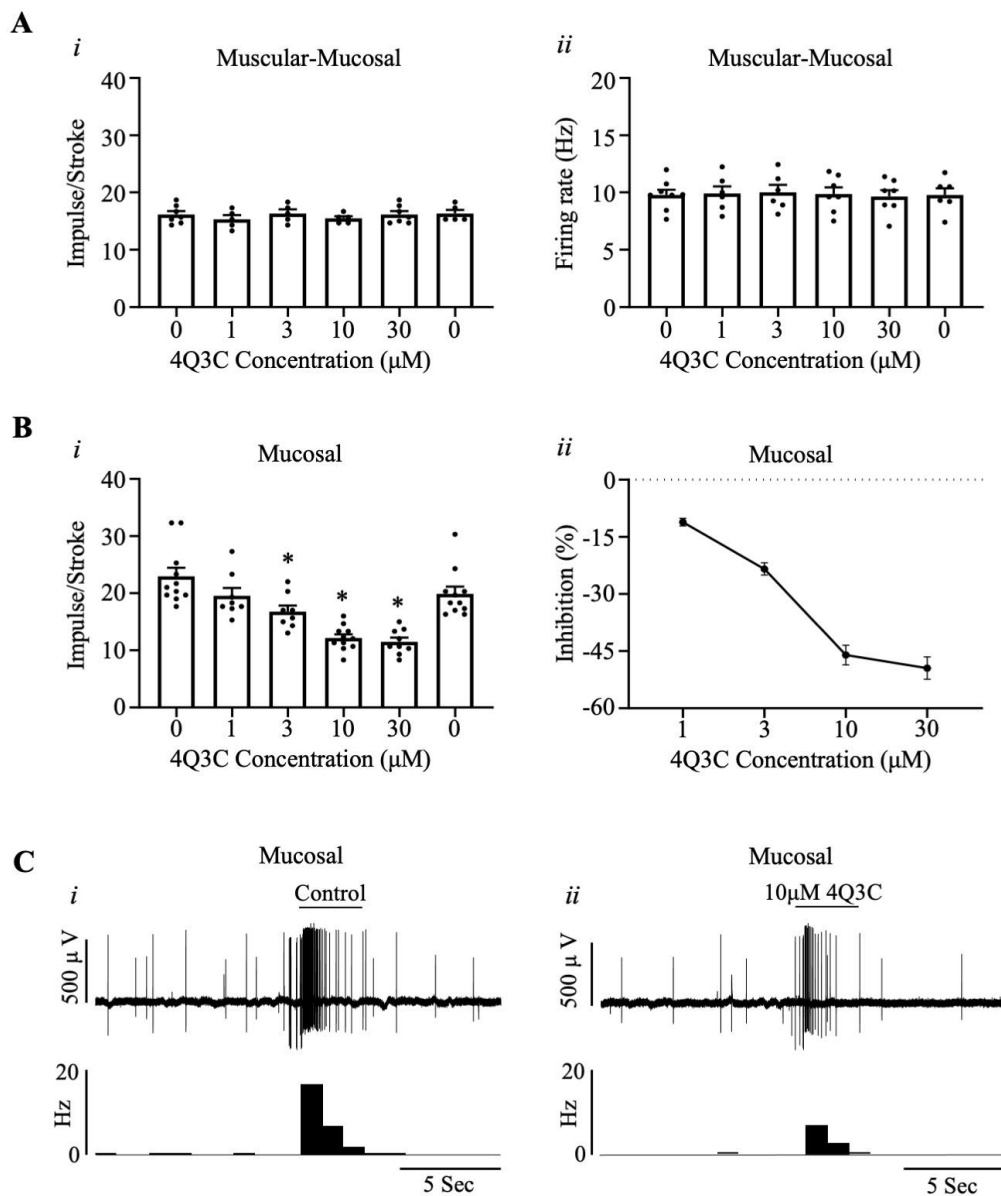 A
i
Muscular-Mucosal
40
30
20
10
0
Impulse/Stroke
0 1 3 10 30 0
4Q3C Concentration (μM)
ii
Muscular-Mucosal
20
15
10
5
0
Firing rate (Hz)
0 1 3 10 30 0
4Q3C Concentration (μM)
B
i
Mucosal
40
30
20
10
0
Impulse/Stroke
* * *
0 1 3 10 30 0
4Q3C Concentration (μM)
ii
Mucosal
0
-15
-30
-45
-60
Inhibition (%)
1 3 10 30
4Q3C Concentration (μM)
C
Mucosal
i
Control
500 μ V
20
Hz
0
5 Sec
Mucosal
ii
10μM 4Q3C
500 μ V
20
Hz
0
5 Sec